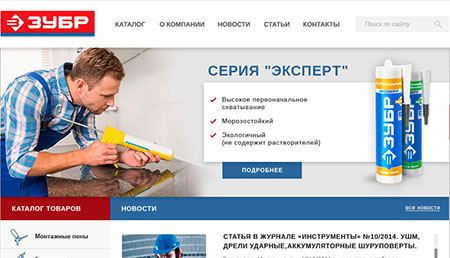 ЗУБР
КАТАЛОГ О КОМПАНИИ НОВОСТИ СТАТЬИ КОНТАКТЫ
Поиск по сайту
СЕРИЯ "ЭКСПЕРТ"
Высокое первоначальное
схватывание
Морозостойкий
Экологичный
(не содержит растворителей)
ПОДРОБНЕЕ
ЗУБР
КАТАЛОГ ТОВАРОВ
НОВОСТИ
все новости
Монтажные пены
СТАТЬЯ В ЖУРНАЛЕ «ИНСТРУМЕНТЫ» №10/2014. УШМ,
ДРЕЛИ УДАРНЫЕ,АККУМУЛЯТОРНЫЕ ШУРУПОВЕРТЫ.